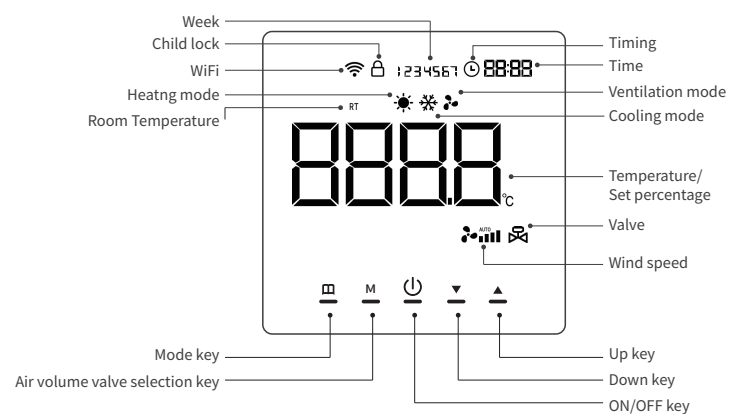 Week
Child lock
WiFi
Heatng mode
Room Temperature
Timing
Time
Ventilation mode
Cooling mode
Temperature/
Set percentage
Valve
Wind speed
1234567 88:88
RT
888.8 °C
AUTO
M
Mode key
Air volume valve selection key
Up key
Down key
ON/OFF key